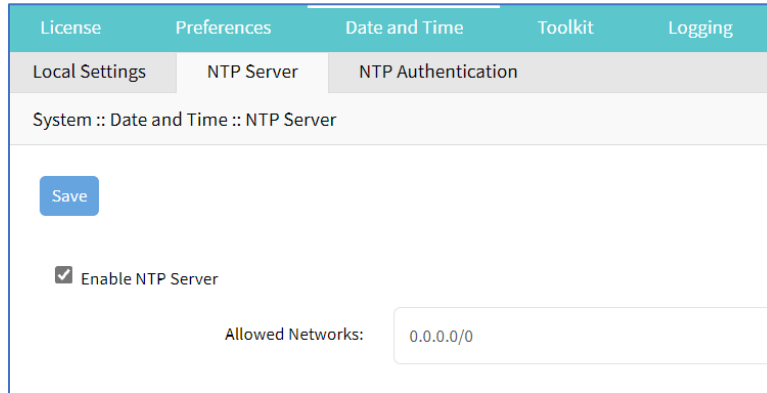 License Preferences Date and Time Toolkit Logging
Local Settings NTP Server NTP Authentication
System :: Date and Time :: NTP Server
Save
Enable NTP Server
Allowed Networks: 0.0.0.0/0